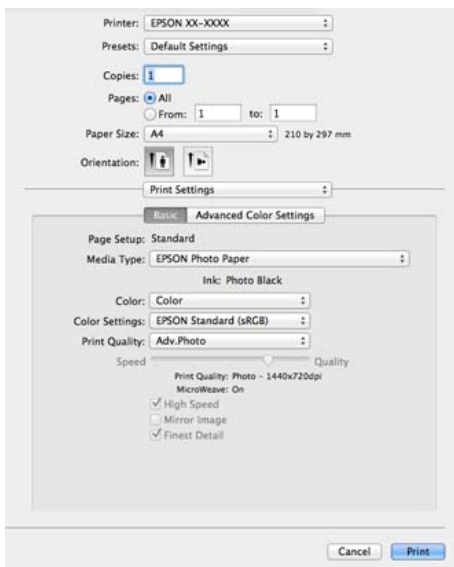 Printer: EPSON XX-XXXX
Presets: Default Settings
Copies: 1
Pages: All
From: 1 to: 1
Paper Size: A4 210 by 297 mm
Orientation:
Print Settings
Basic Advanced Color Settings
Page Setup: Standard
Media Type: EPSON Photo Paper
Ink: Photo Black
Color: Color
Color Settings: EPSON Standard (sRGB)
Print Quality: Adv.Photo
Speed Quality
Print Quality: Photo - 1440x720dpi
MicroWeave: On
High Speed
Mirror Image
Finest Detail
Cancel Print